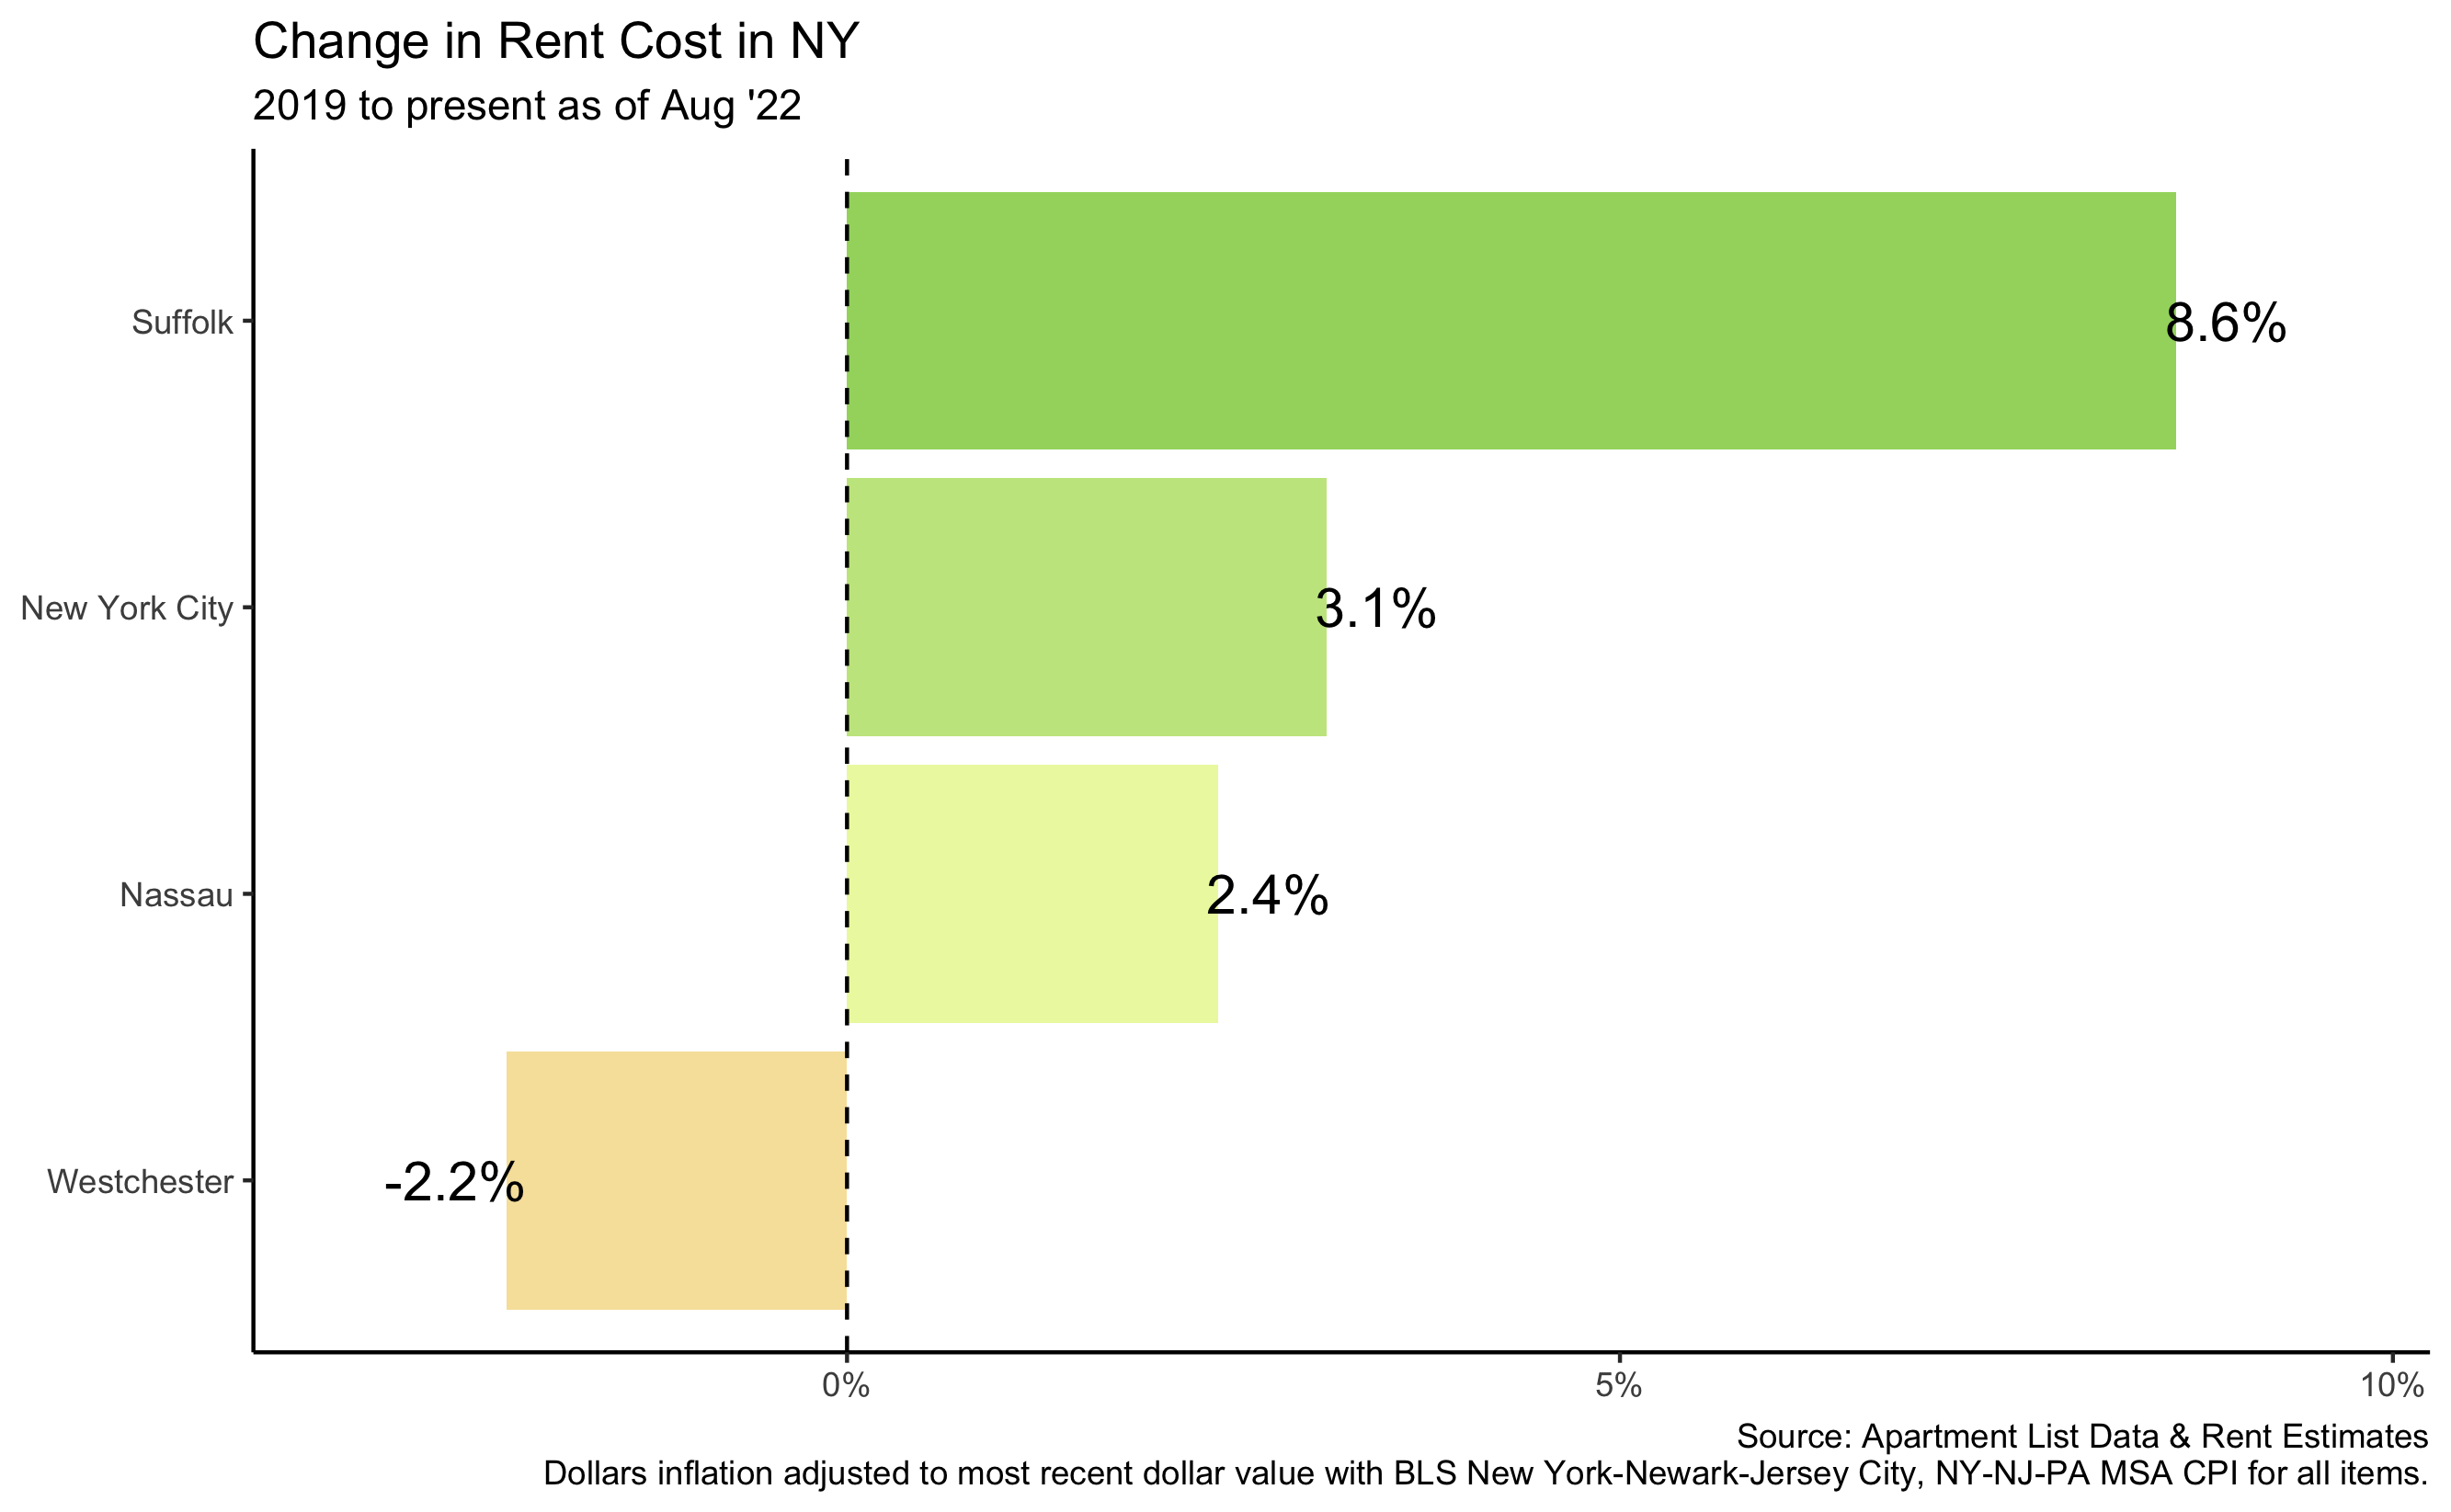 Change in Rent Cost in NY
2019 to present as of Aug '22
Suffolk
8.6%
New York City
3.1%
Nassau
2.4%
Westchester
-2.2%
0%
5%
10%
Source: Apartment List Data & Rent Estimates
Dollars inflation adjusted to most recent dollar value with BLS New York-Newark-Jersey City, NY-NJ-PA MSA CPI for all items.